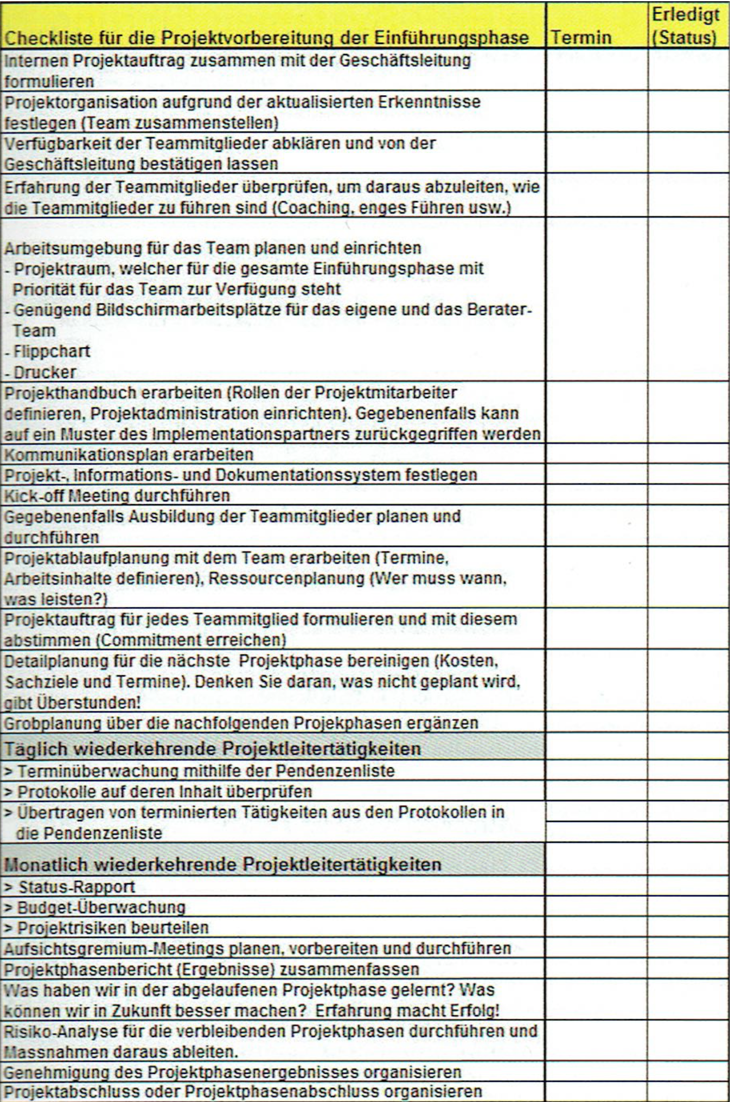 Checkliste für die Projektvorbereitung der Einführungsphase Termin Erledigt (Status)
Internen Projektauftrag zusammen mit der Geschäftsleitung
formulieren
Projektorganisation aufgrund der aktualisierten Erkenntnisse
festlegen (Team zusammenstellen)
Verfügbarkeit der Teammitglieder abklären und von der
Geschäftsleitung bestätigen lassen
Erfahrung der Teammitglieder überprüfen, um daraus abzuleiten, wie
die Teammitglieder zu führen sind (Coaching, enges Führen usw.)
Arbeitsumgebung für das Team planen und einrichten
- Projektraum, welcher für die gesamte Einführungsphase mit
Priorität für das Team zur Verfügung steht
- Genügend Bildschirmarbeitsplätze für das eigene und das Berater-
Team
- Flippchart
- Drucker
Projekthandbuch erarbeiten (Rollen der Projektmitarbeiter
definieren, Projektadministration einrichten). Gegebenenfalls kann
auf ein Muster des Implementationspartners zurückgegriffen werden
Kommunikationsplan erarbeiten
Projekt-, Informations- und Dokumentationssystem festlegen
Kick-off Meeting durchführen
Gegebenenfalls Ausbildung der Teammitglieder planen und
durchführen
Projektablaufplanung mit dem Team erarbeiten (Termine,
Arbeitsinhalte definieren), Ressourcenplanung (Wer muss wann,
was leisten?)
Projektauftrag für jedes Teammitglied formulieren und mit diesem
abstimmen (Commitment erreichen)
Detailplanung für die nächste Projektphase bereinigen (Kosten,
Sachziele und Termine). Denken Sie daran, was nicht geplant wird,
gibt Überstunden!
Grobplanung über die nachfolgenden Projekphasen ergänzen
Täglich wiederkehrende Projektleitertätigkeiten
> Terminüberwachung mithilfe der Pendenzenliste
> Protokolle auf deren Inhalt überprüfen
> Übertragen von terminierten Tätigkeiten aus den Protokollen in
die Pendenzenliste
Monatlich wiederkehrende Projektleitertätigkeiten
> Status-Rapport
> Budget-Überwachung
> Projektrisiken beurteilen
Aufsichtsgremium-Meetings planen, vorbereiten und durchführen
Projektphasenbericht (Ergebnisse) zusammenfassen
Was haben wir in der abgelaufenen Projektphase gelernt? Was
können wir in Zukunft besser machen? Erfahrung macht Erfolg!
Risiko-Analyse für die verbleibenden Projektphasen durchführen und
Massnahmen daraus ableiten.
Genehmigung des Projektphasenergebnisses organisieren
Projektabschluss oder Projektphasenabschluss organisieren